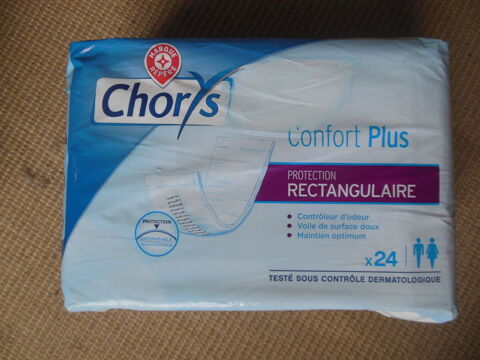 MARQUE
REPÈRE
Chorys
Confort Plus
PROTECTION
RECTANGULAIRE
• Contrôleur d'odeur
• Voile de surface doux
• Maintien optimum
PROTECTION
x24
TESTÉ SOUS CONTRÔLE DERMATOLOGIQUE